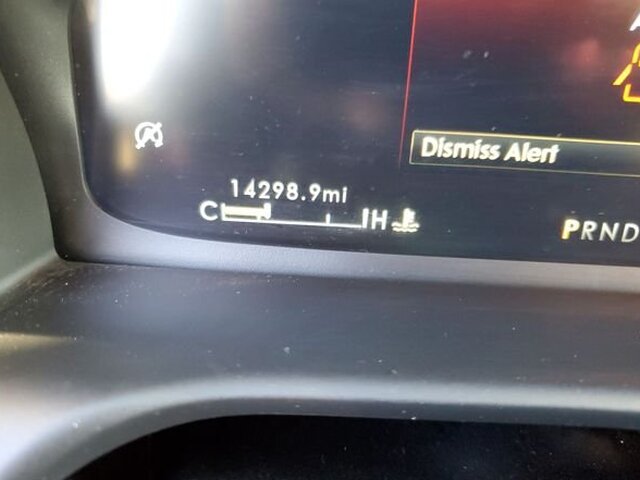 Dismiss Alert
14298.9mi
C H
PRND